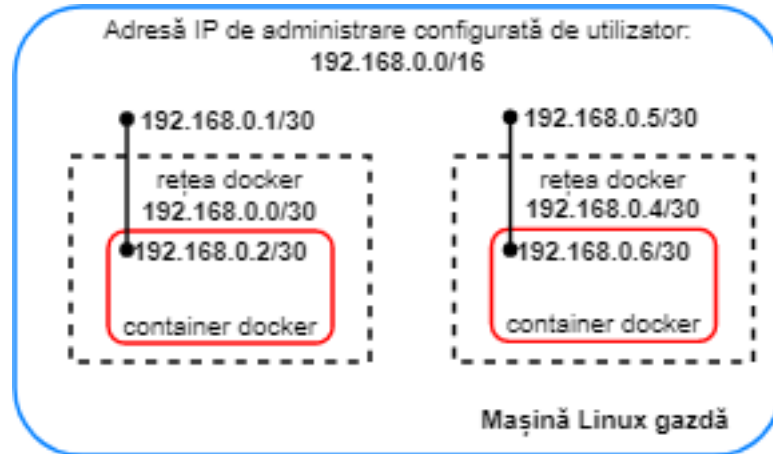 Adresă IP de administrare configurată de utilizator:
192.168.0.0/16
192.168.0.1/30
rețea docker
192.168.0.0/30
192.168.0.2/30
container docker
192.168.0.5/30
rețea docker
192.168.0.4/30
192.168.0.6/30
container docker
Mașină Linux gazdă